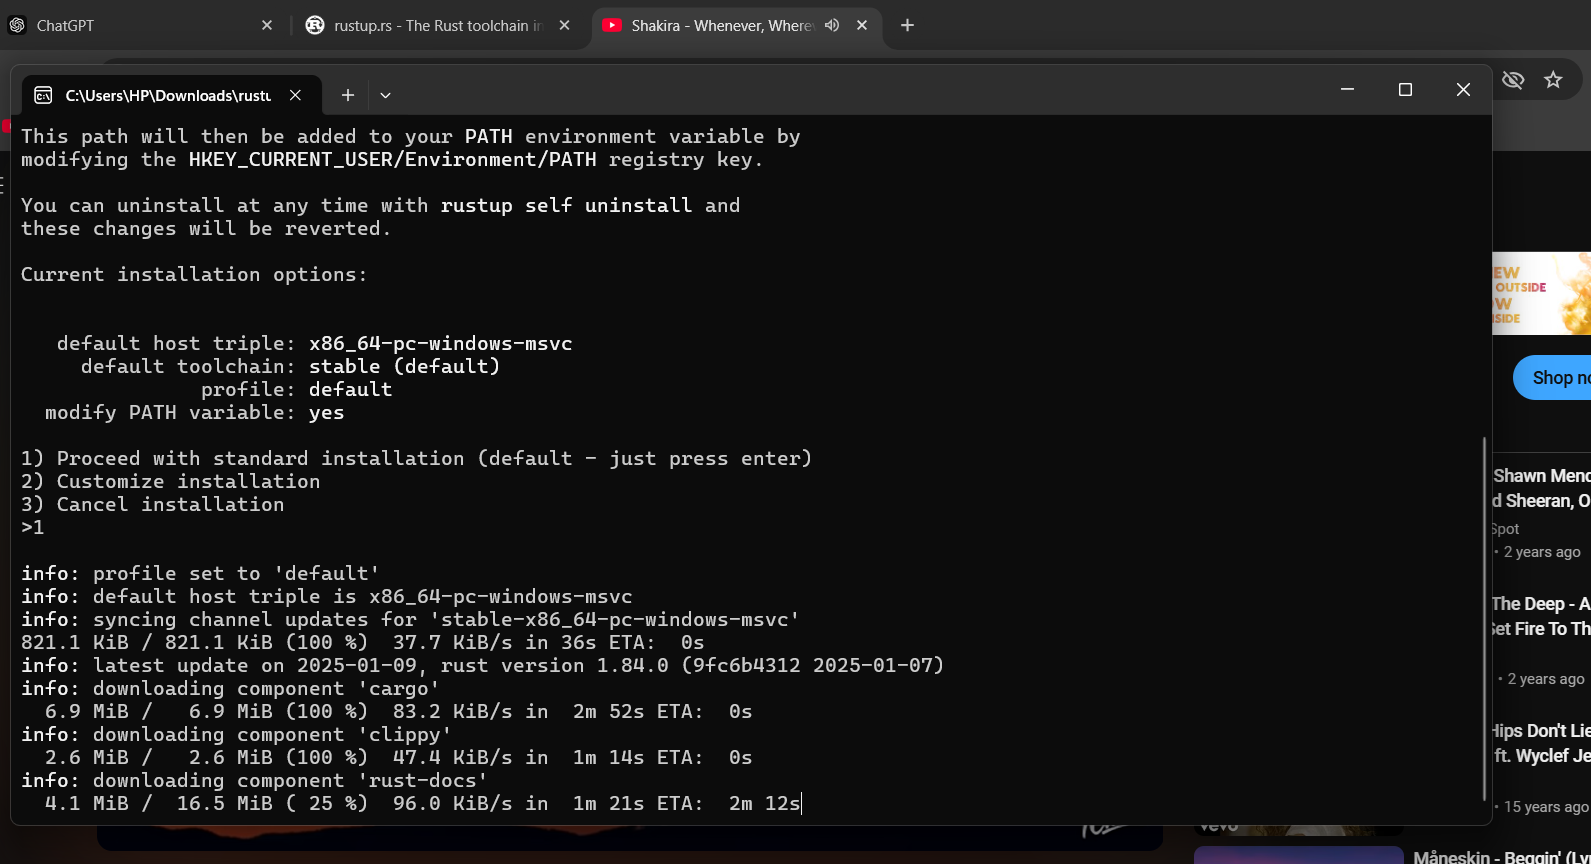 ChatGPT
rustup.rs - The Rust toolchain in
Shakira - Whenever, Wherev
C:\Users\HP\Downloads\rustu
This path will then be added to your PATH environment variable by
modifying the HKEY_CURRENT_USER/Environment/PATH registry key.
You can uninstall at any time with rustup self uninstall and
these changes will be reverted.
Current installation options:
default host triple: x86_64-pc-windows-msvc
default toolchain: stable (default)
profile: default
modify PATH variable: yes
1) Proceed with standard installation (default - just press enter)
2) Customize installation
3) Cancel installation
>1
info: profile set to 'default'
info: default host triple is x86_64-pc-windows-msvc
info: syncing channel updates for 'stable-x86_64-pc-windows-msvc'
821.1 KiB / 821.1 KiB (100 %)  37.7 KiB/s in 36s ETA:  0s
info: latest update on 2025-01-09, rust version 1.84.0 (9fc6b4312 2025-01-07)
info: downloading component 'cargo'
6.9 MiB /   6.9 MiB (100 %)  83.2 KiB/s in  2m 52s ETA:  0s
info: downloading component 'clippy'
2.6 MiB /   2.6 MiB (100 %)  47.4 KiB/s in  1m 14s ETA:  0s
info: downloading component 'rust-docs'
4.1 MiB /  16.5 MiB ( 25 %)  96.0 KiB/s in  1m 21s ETA:  2m 12s
EW
OUTSIDE
OW
SIDE
Shop no
Shawn Mend
d Sheeran, O
Spot
• 2 years ago
The Deep - A
Set Fire To Th
• 2 years ago
Hips Don't Lie
ft. Wyclef Je
• 15 years ago
vevo
Måneskin - Beggin' (Ly